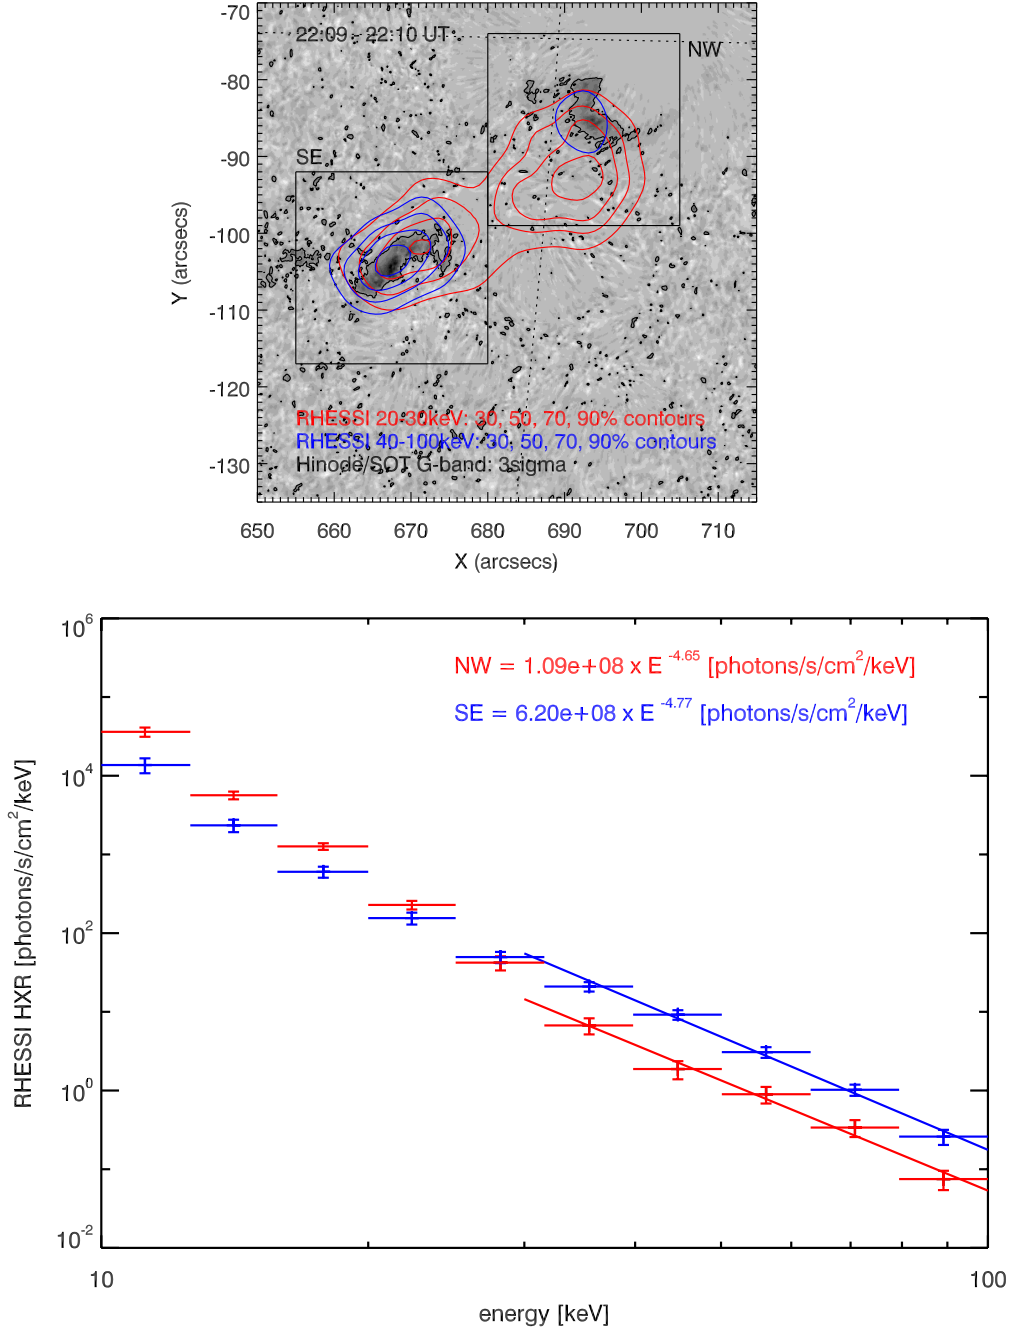 -70
22:09 - 22:10 UT
NW
-80
-90
SE
-100
Y (arcsecs)
-110
-120
RHESSI 20-30keV: 30, 50, 70, 90% contours
RHESSI 40-100keV: 30, 50, 70, 90% contours
Hinode/SOT G-band: 3sigma
-130
650 660 670 680 690 700 710
X (arcsecs)
10^6
NW = 1.09e+08 x E^-4.65 [photons/s/cm^2/keV]
SE = 6.20e+08 x E^-4.77 [photons/s/cm^2/keV]
10^4
10^2
RHESSI HXR [photons/s/cm^2/keV]
10^0
10^-2
10 100
energy [keV]